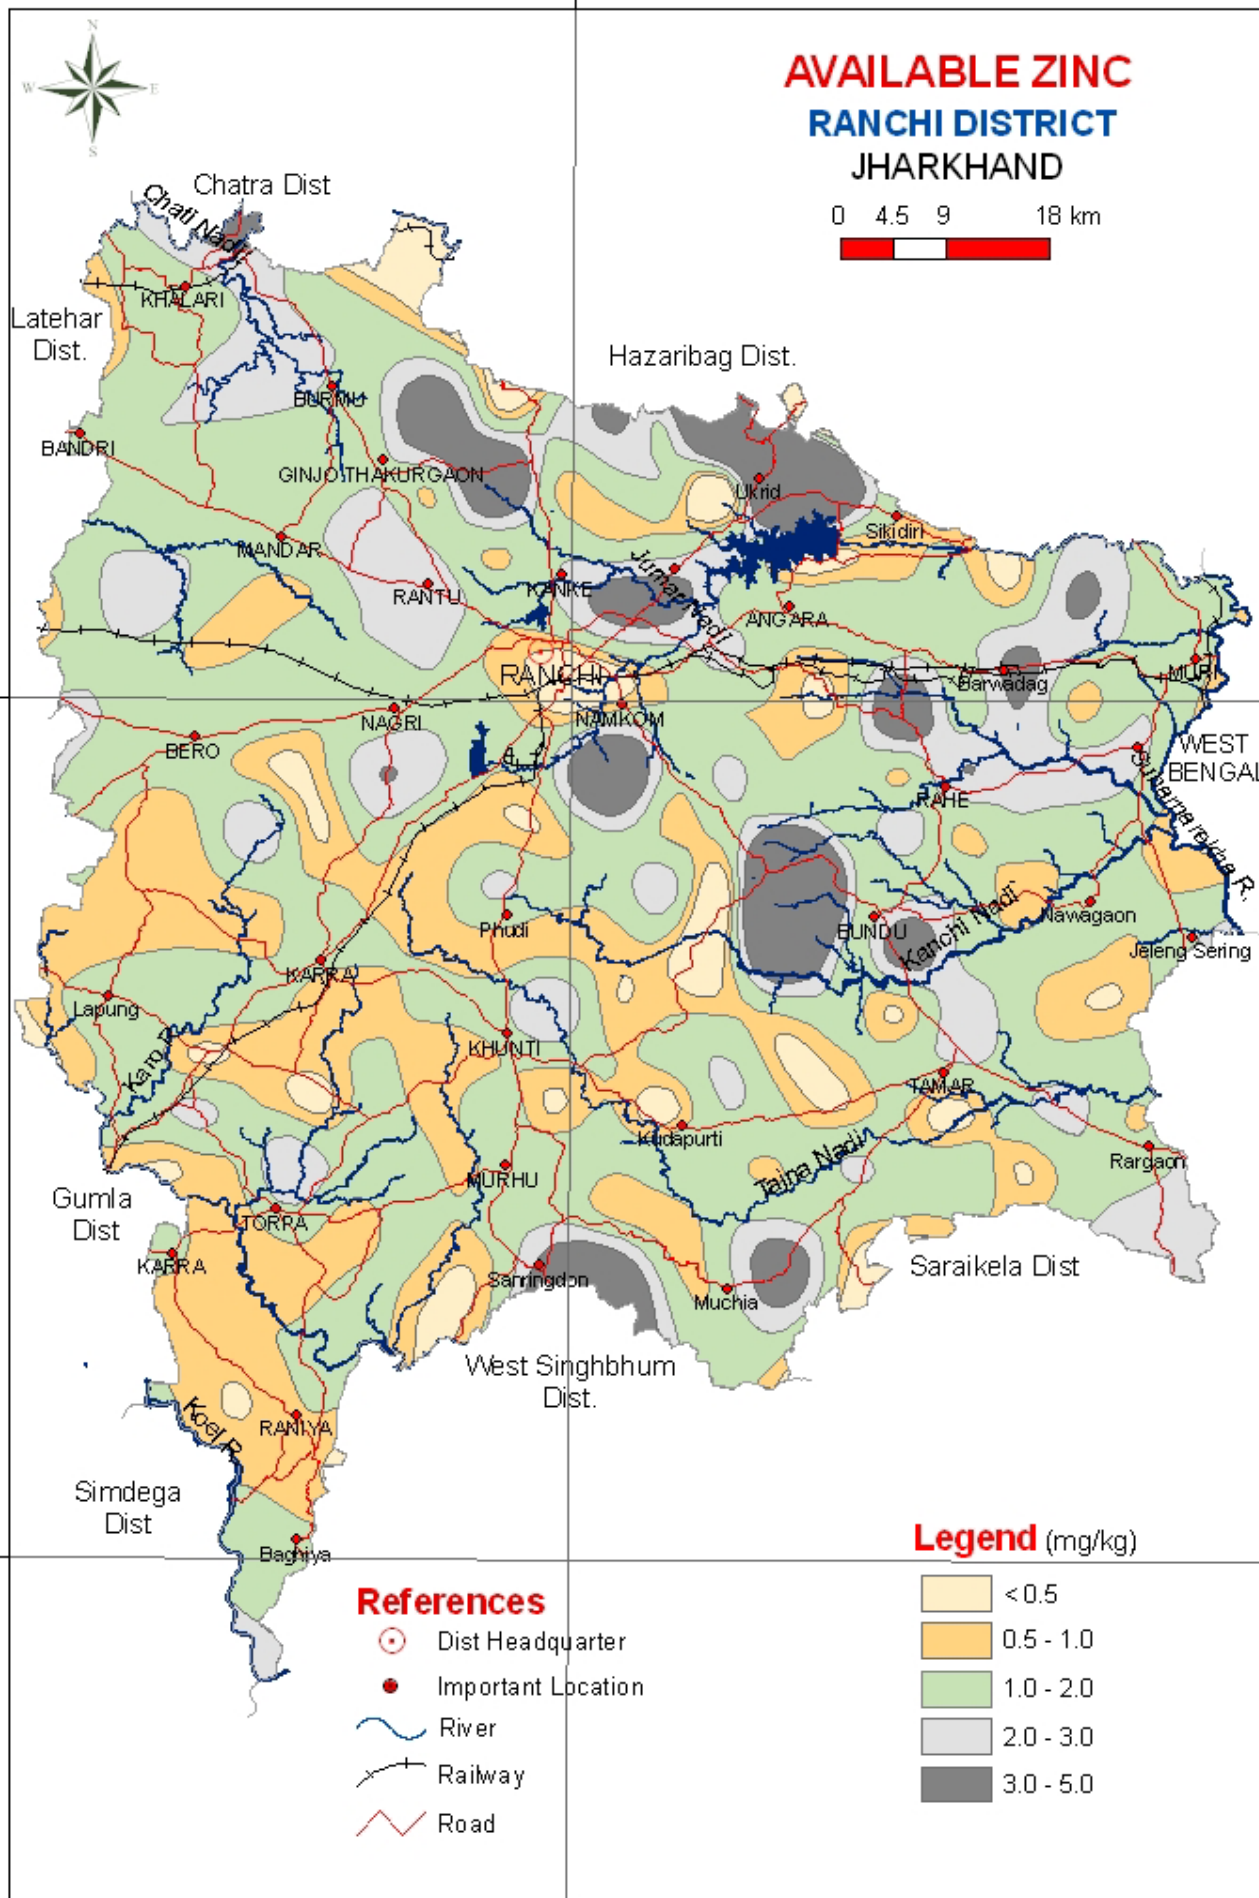 N
W E
S
AVAILABLE ZINC
RANCHI DISTRICT
JHARKHAND
0 4.5 9 18 km
Chatra Dist
Chati Nadi
KHALARI
Latehar
Dist.
Hazaribag Dist.
BURMU
BANDRI
GINJO THAKURGAON
Ukrid
Sikidiri
MANDAR
Jumar Nadi
RANTU
KANKE
ANGARA
RANCHI
Barwadag
MURI
NAGRI
NAMKOM
BERO
WEST
BENGAL
RAHE
Subarnarekha R.
Phudi
BUNDU
Kanchi Nadi
Nawagaon
Jeleng Sering
KARRA
Lapung
Karo R
KHUNTI
TAMAR
Kudapurti
Tajna Nadi
Rargaon
MURHU
Gumla
Dist
TORPA
KARRA
Sanringdon
Muchia
Saraikela Dist
West Singhbhum
Dist.
Koel R.
RANIYA
Simdega
Dist
Baghiya
Legend (mg/kg)
< 0.5
0.5 - 1.0
1.0 - 2.0
2.0 - 3.0
3.0 - 5.0
References
Dist Headquarter
Important Location
River
Railway
Road